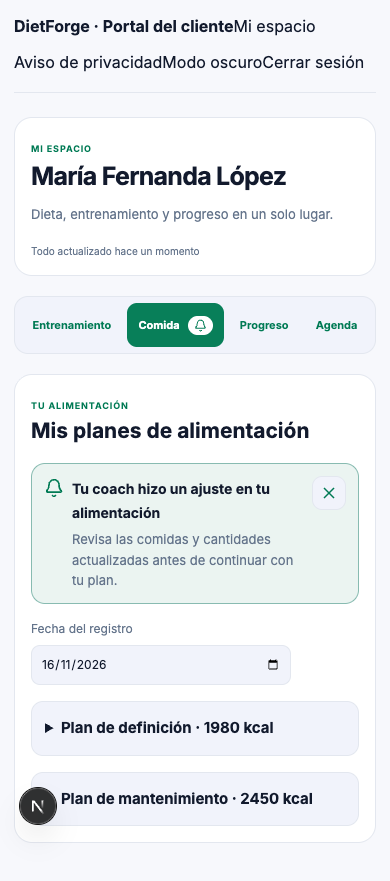 DietForge · Portal del clienteMi espacio
Aviso de privacidadModo oscuroCerrar sesión
MI ESPACIO
María Fernanda López
Dieta, entrenamiento y progreso en un solo lugar.
Todo actualizado hace un momento
Entrenamiento Comida Progreso Agenda
TU ALIMENTACIÓN
Mis planes de alimentación
Tu coach hizo un ajuste en tu
alimentación
Revisa las comidas y cantidades
actualizadas antes de continuar con
tu plan.
Fecha del registro
16/11/2026
Plan de definición · 1980 kcal
Plan de mantenimiento · 2450 kcal
N